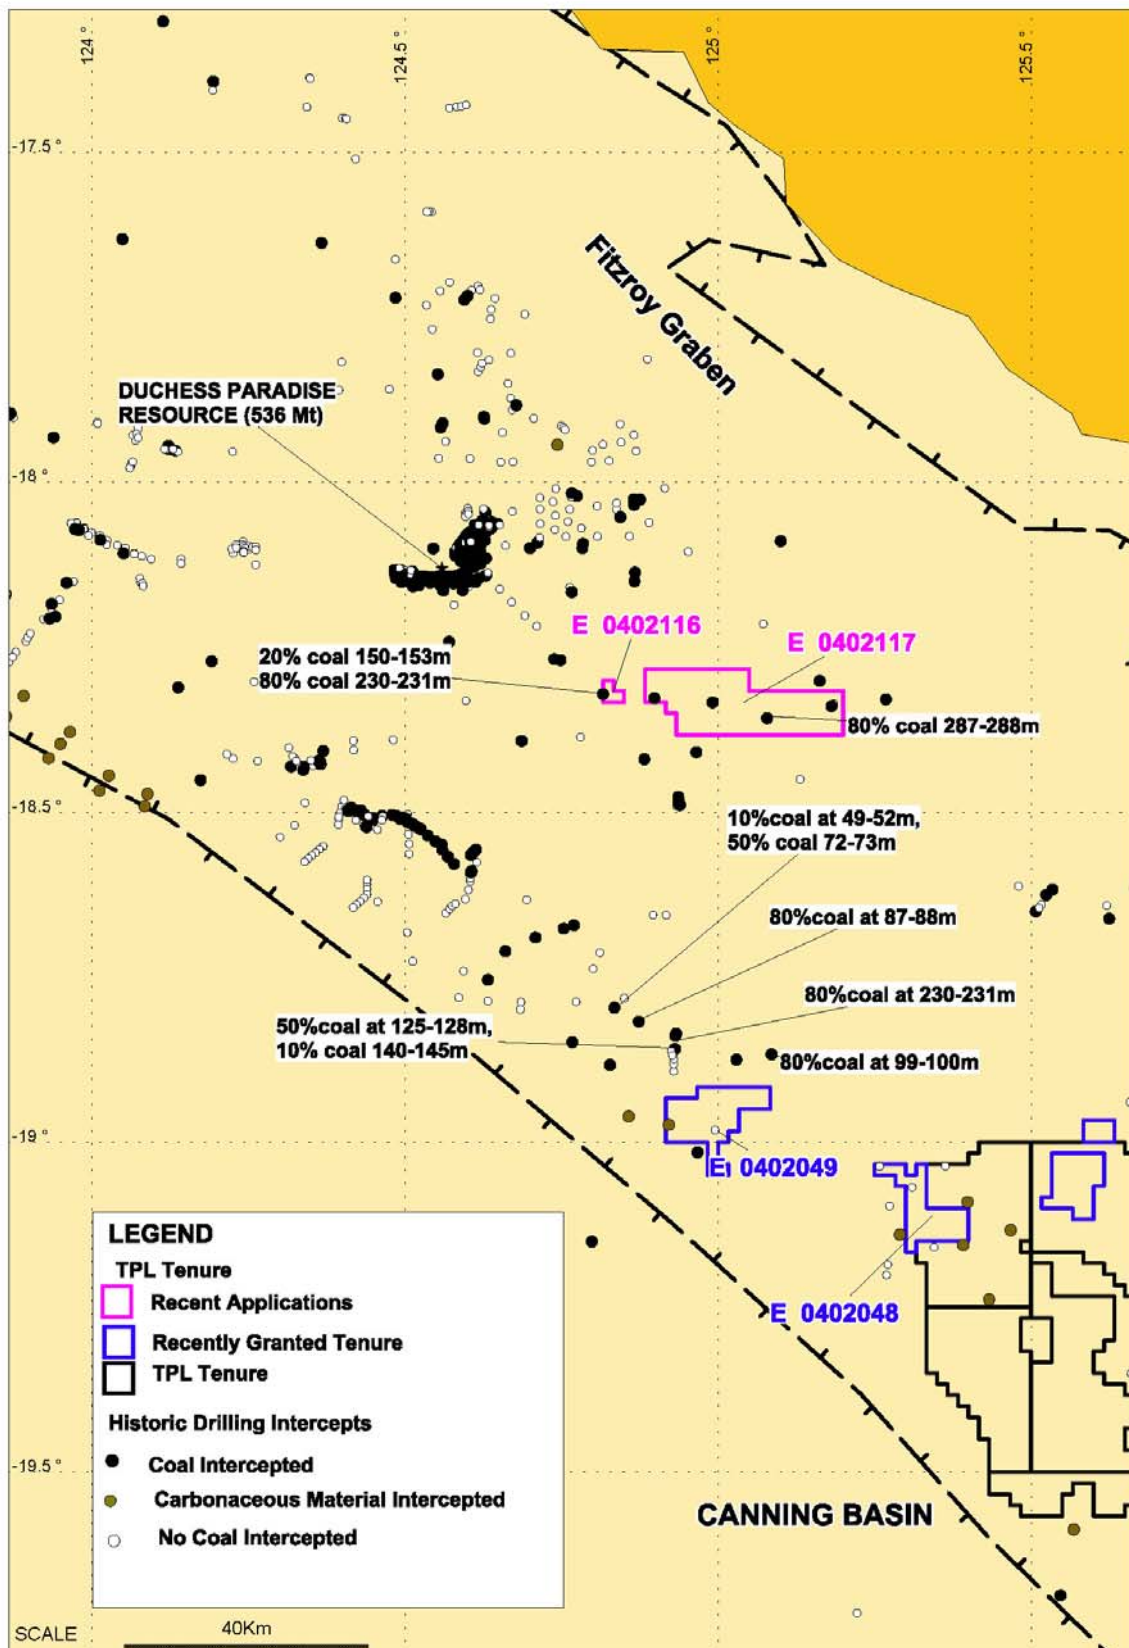 124 °
124.5 °
125 °
125.5 °
-17.5 °
Fitzroy Graben
DUCHESS PARADISE
RESOURCE (536 Mt)
-18 °
E 0402116
E 0402117
20% coal 150-153m
80% coal 230-231m
80% coal 287-288m
-18.5 °
10%coal at 49-52m,
50% coal 72-73m
80%coal at 87-88m
80%coal at 230-231m
50%coal at 125-128m,
10% coal 140-145m
80%coal at 99-100m
-19 °
E 0402049
E 0402048
LEGEND
TPL Tenure
Recent Applications
Recently Granted Tenure
TPL Tenure
Historic Drilling Intercepts
Coal Intercepted
Carbonaceous Material Intercepted
No Coal Intercepted
-19.5 °
CANNING BASIN
SCALE
40Km